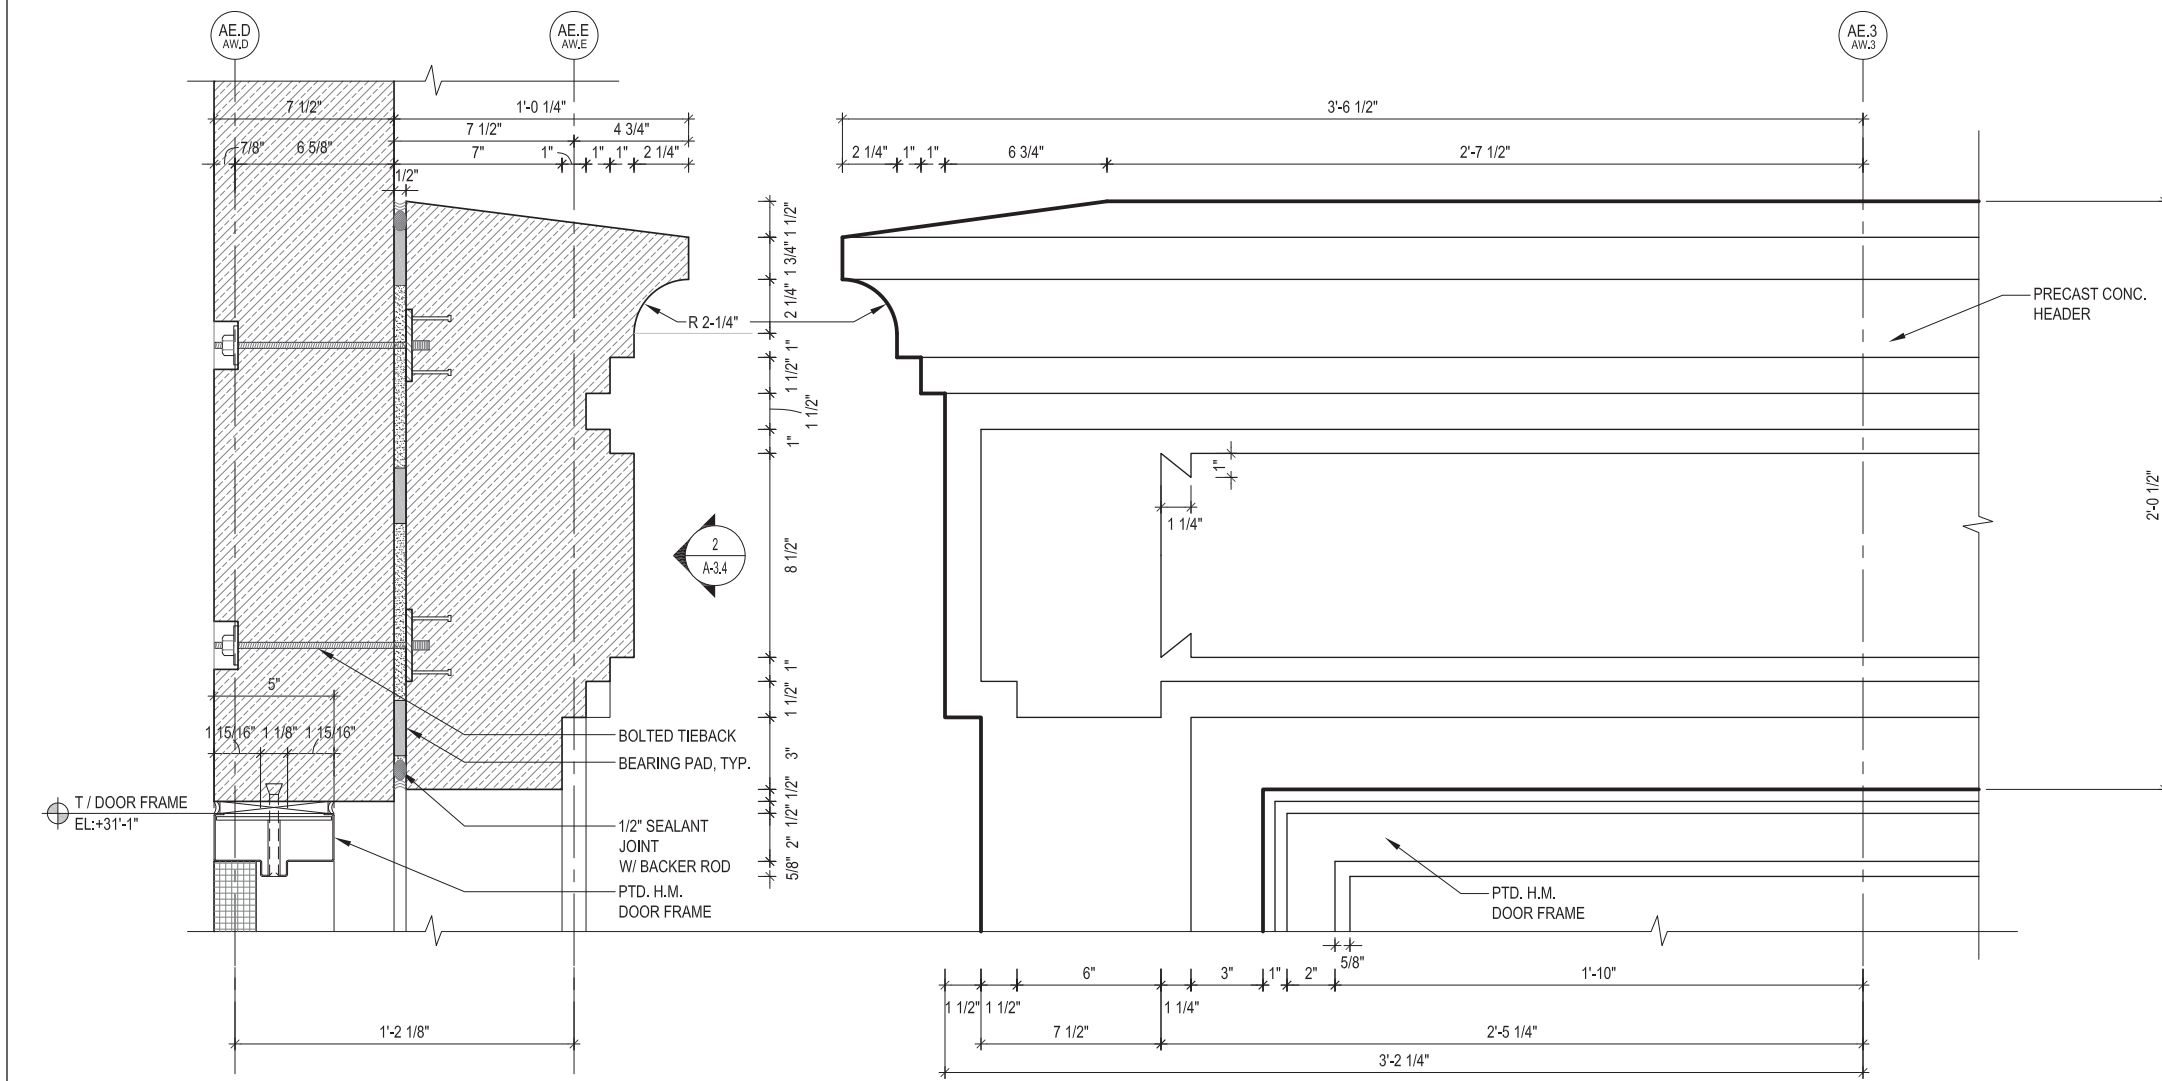 AE.D
AW.D
AE.E
AW.E
AE.3
AW.3
7 1/2"
1'-0 1/4"
3'-6 1/2"
7 1/2"
4 3/4"
7/8"
6 5/8"
7"
1"
1"
1"
2 1/4"
2 1/4"
1"
1"
6 3/4"
2'-7 1/2"
1/2"
1 1/2"
1 3/4"
2 1/4"
1"
1 1/2"
1 1/2"
1"
8 1/2"
1"
1 1/2"
3"
1/2"
1/2"
2"
5/8"
R 2-1/4"
PRECAST CONC.
HEADER
1"
1 1/4"
2'-0 1/2"
2
A-3.4
5"
1 15/16"
1 1/8"
1 15/16"
BOLTED TIEBACK
BEARING PAD, TYP.
T / DOOR FRAME
EL:+31'-1"
1/2" SEALANT
JOINT
W/ BACKER ROD
PTD. H.M.
DOOR FRAME
PTD. H.M.
DOOR FRAME
5/8"
6"
3"
1"
2"
1'-10"
1 1/2"
1 1/2"
1 1/4"
1'-2 1/8"
7 1/2"
2'-5 1/4"
3'-2 1/4"